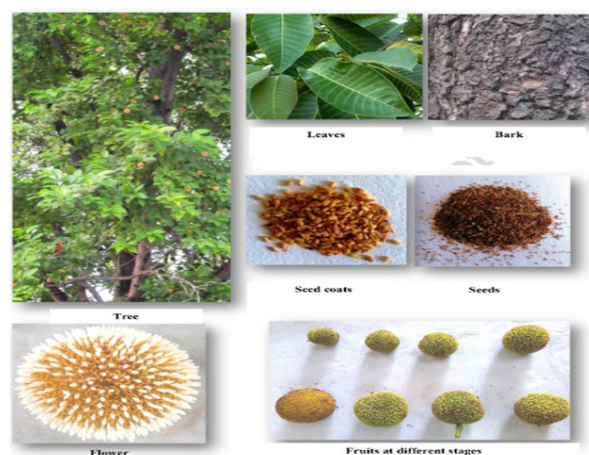 Leaves
Bark
Seed coats
Seeds
Tree
Flower
Fruits at different stages